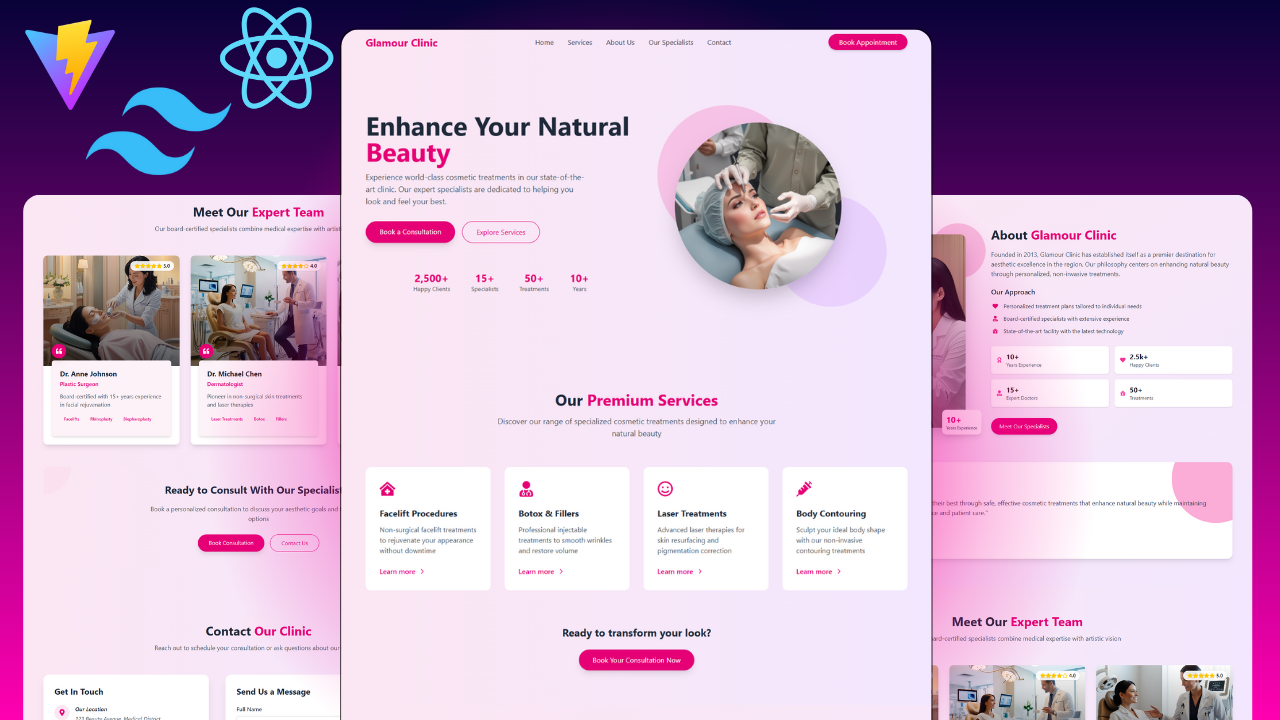 Glamour Clinic
Home Services About Us Our Specialists Contact
Book Appointment
Enhance Your Natural
Beauty
Experience world-class cosmetic treatments in our state-of-the-
art clinic. Our expert specialists are dedicated to helping you
look and feel your best.
Book a Consultation
Explore Services
2,500+ 15+ 50+ 10+
Happy Clients Specialists Treatments Years
Our Premium Services
Discover our range of specialized cosmetic treatments designed to enhance your
natural beauty
Facelift Procedures
Non-surgical facelift treatments
to rejuvenate your appearance
without downtime
Learn more
Botox & Fillers
Professional injectable
treatments to smooth wrinkles
and restore volume
Learn more
Laser Treatments
Advanced laser therapies for
skin resurfacing and
pigmentation correction
Learn more
Body Contouring
Sculpt your ideal body shape
with our non-invasive
contouring treatments
Learn more
Ready to transform your look?
Book Your Consultation Now
Meet Our Expert Team
Our board-certified specialists combine medical expertise with
5.0
Dr. Anne Johnson
Plastic Surgeon
Board-certified with 15+ years experience
in facial rejuvenation
Facelifts Rhinoplasty Blepharoplasty
4.0
Dr. Michael Chen
Dermatologist
Pioneer in non-surgical skin treatments
and laser therapies
Laser Treatments Botox Fillers
Ready to Consult With Our Specialist
Book a personalized consultation to discuss your aesthetic goals and
options
Book Consultation
Contact Us
Contact Our Clinic
Reach out to schedule your consultation or ask questions about our
Get In Touch
Our Location
123 Beauty Avenue, Medical District
Send Us a Message
Full Name
About Glamour Clinic
Founded in 2013, Glamour Clinic has established itself as a premier destination for
aesthetic excellence in the region. Our philosophy centers on enhancing natural beauty
through personalized, non-invasive treatments.
Our Approach
Personalized treatment plans tailored to individual needs
Board-certified specialists with extensive experience
State-of-the-art facility with the latest technology
10+
Years Experience
2.5k+
Happy Clients
15+
Expert Doctors
50+
Treatments
10+
Years Experience
Meet Our Specialists
their best through safe, effective cosmetic treatments that enhance natural beauty while maintaining
and patient care."
Meet Our Expert Team
specialists combine medical expertise with artistic vision
4.0
5.0